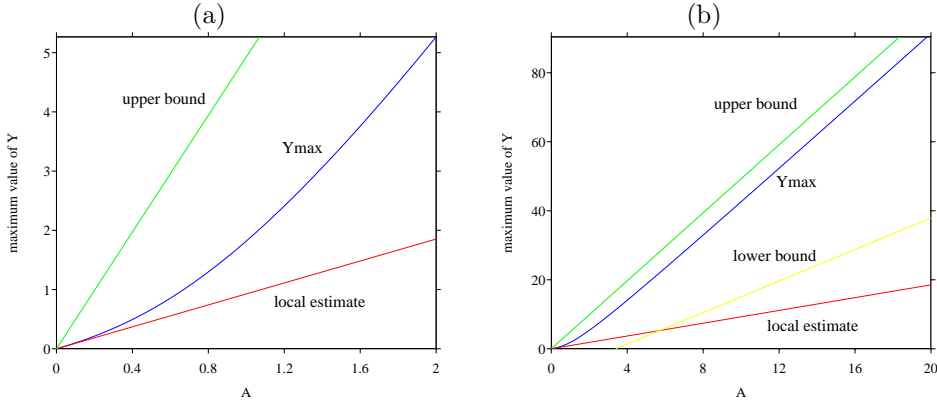 (a)
maximum value of Y
5
4
3
2
1
0
upper bound
Ymax
local estimate
0
0.4
0.8
1.2
1.6
2
A
(b)
maximum value of Y
80
60
40
20
0
upper bound
Ymax
lower bound
local estimate
0
4
8
12
16
20
A